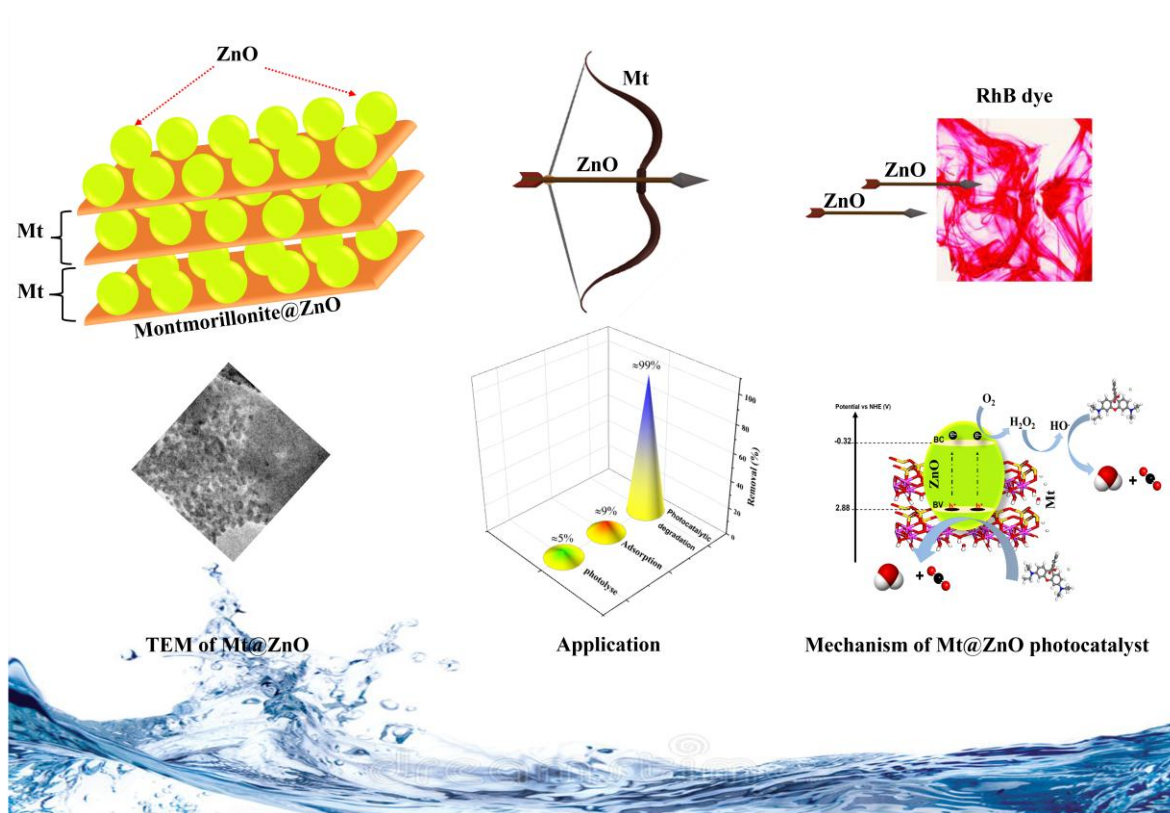 ZnO
Mt
Mt
Montmorillonite@ZnO
Mt
ZnO
RhB dye
ZnO
ZnO
TEM of Mt@ZnO
≈99%
≈9%
≈5%
100
80
60
40
20
0
Removal (%)
Photocatalytic
degradation
Adsorption
photolyse
Application
Potential vs NHE (V)
-0.32
2.88
BC
BV
ZnO
Mt
O2
H2O2
HO
+
+
Mechanism of Mt@ZnO photocatalyst